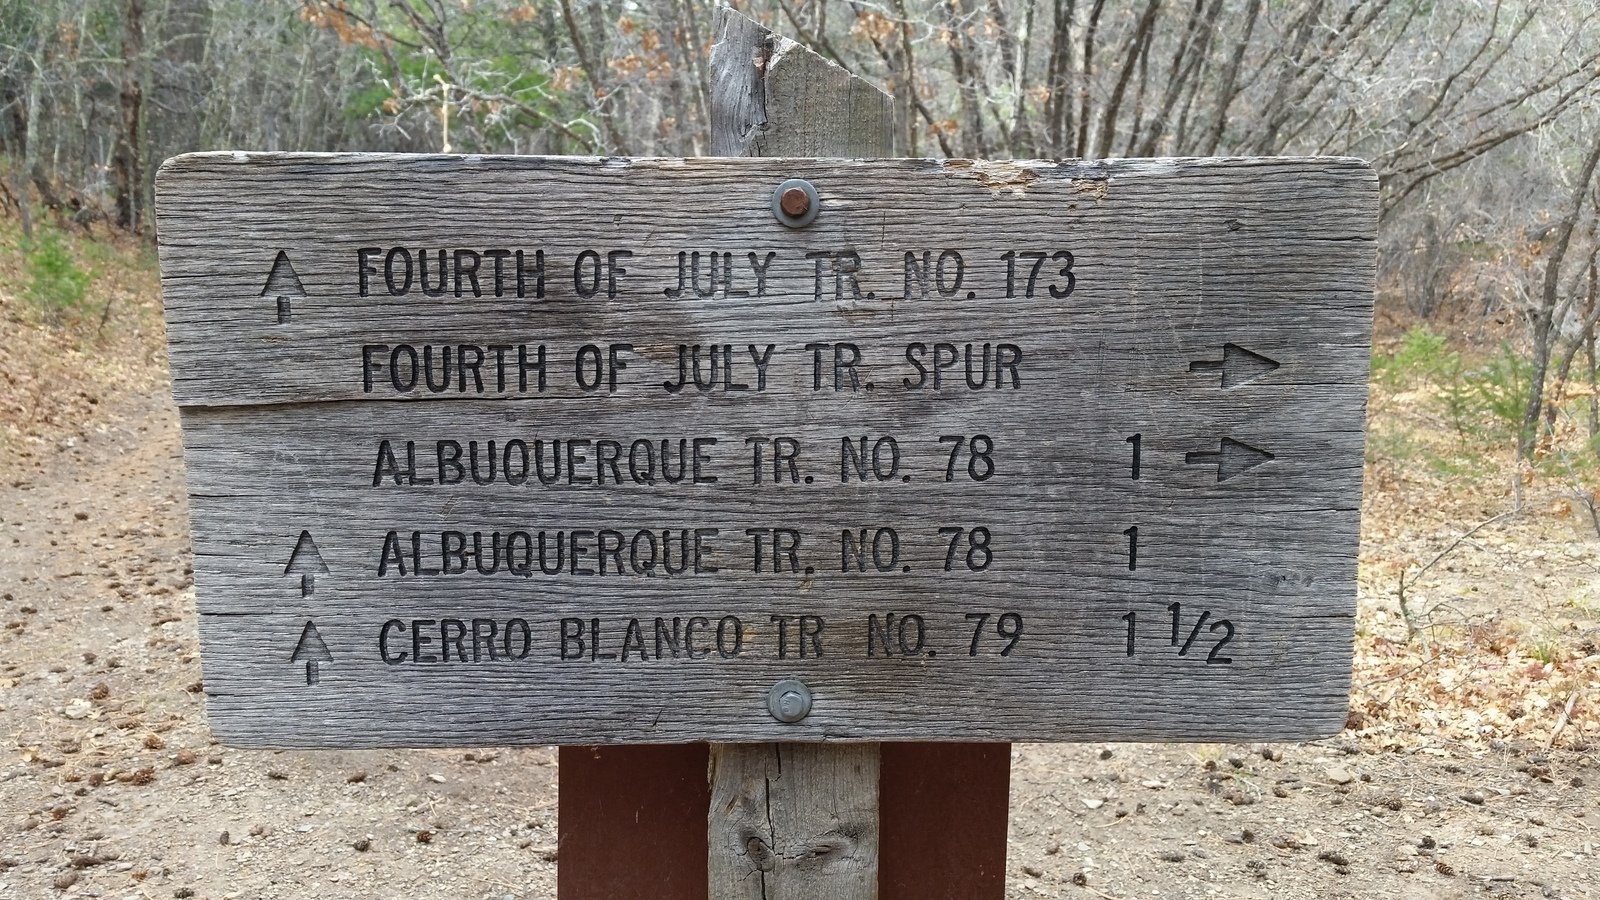 FOURTH OF JULY TR. NO. 173
FOURTH OF JULY TR. SPUR
ALBUQUERQUE TR. NO. 78 1
ALBUQUERQUE TR. NO. 78 1
CERRO BLANCO TR NO. 79 1 1/2